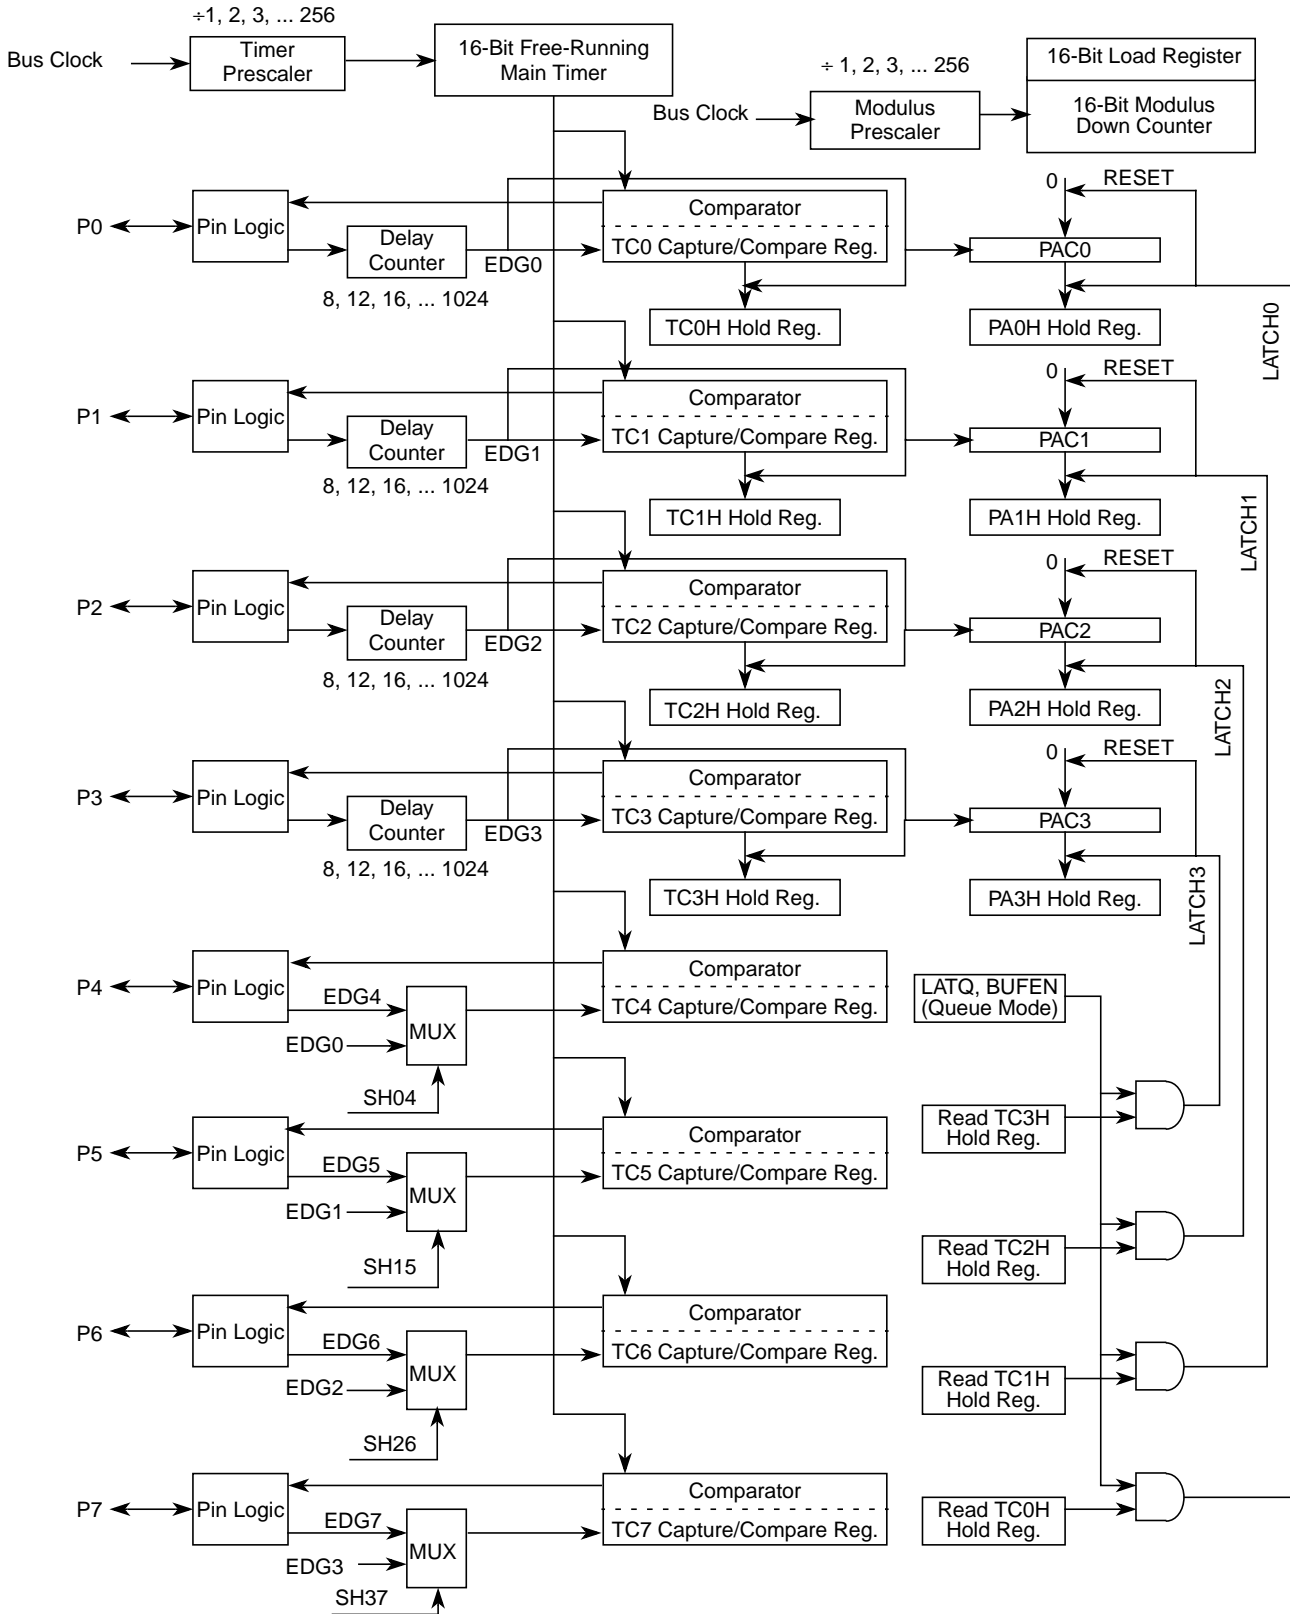 ÷1, 2, 3, ... 256
Bus Clock
Timer
Prescaler
16-Bit Free-Running
Main Timer
÷ 1, 2, 3, ... 256
Bus Clock
Modulus
Prescaler
16-Bit Load Register
16-Bit Modulus
Down Counter
P0
Pin Logic
Delay
Counter
8, 12, 16, ... 1024
EDG0
Comparator
TC0 Capture/Compare Reg.
TC0H Hold Reg.
0
RESET
PAC0
PA0H Hold Reg.
LATCH0
P1
Pin Logic
Delay
Counter
8, 12, 16, ... 1024
EDG1
Comparator
TC1 Capture/Compare Reg.
TC1H Hold Reg.
0
RESET
PAC1
PA1H Hold Reg.
LATCH1
P2
Pin Logic
Delay
Counter
8, 12, 16, ... 1024
EDG2
Comparator
TC2 Capture/Compare Reg.
TC2H Hold Reg.
0
RESET
PAC2
PA2H Hold Reg.
LATCH2
P3
Pin Logic
Delay
Counter
8, 12, 16, ... 1024
EDG3
Comparator
TC3 Capture/Compare Reg.
TC3H Hold Reg.
0
RESET
PAC3
PA3H Hold Reg.
LATCH3
P4
Pin Logic
EDG4
EDG0
MUX
SH04
Comparator
TC4 Capture/Compare Reg.
LATQ, BUFEN
(Queue Mode)
P5
Pin Logic
EDG5
EDG1
MUX
SH15
Comparator
TC5 Capture/Compare Reg.
Read TC3H
Hold Reg.
Read TC2H
Hold Reg.
P6
Pin Logic
EDG6
EDG2
MUX
SH26
Comparator
TC6 Capture/Compare Reg.
Read TC1H
Hold Reg.
P7
Pin Logic
EDG7
EDG3
MUX
SH37
Comparator
TC7 Capture/Compare Reg.
Read TC0H
Hold Reg.